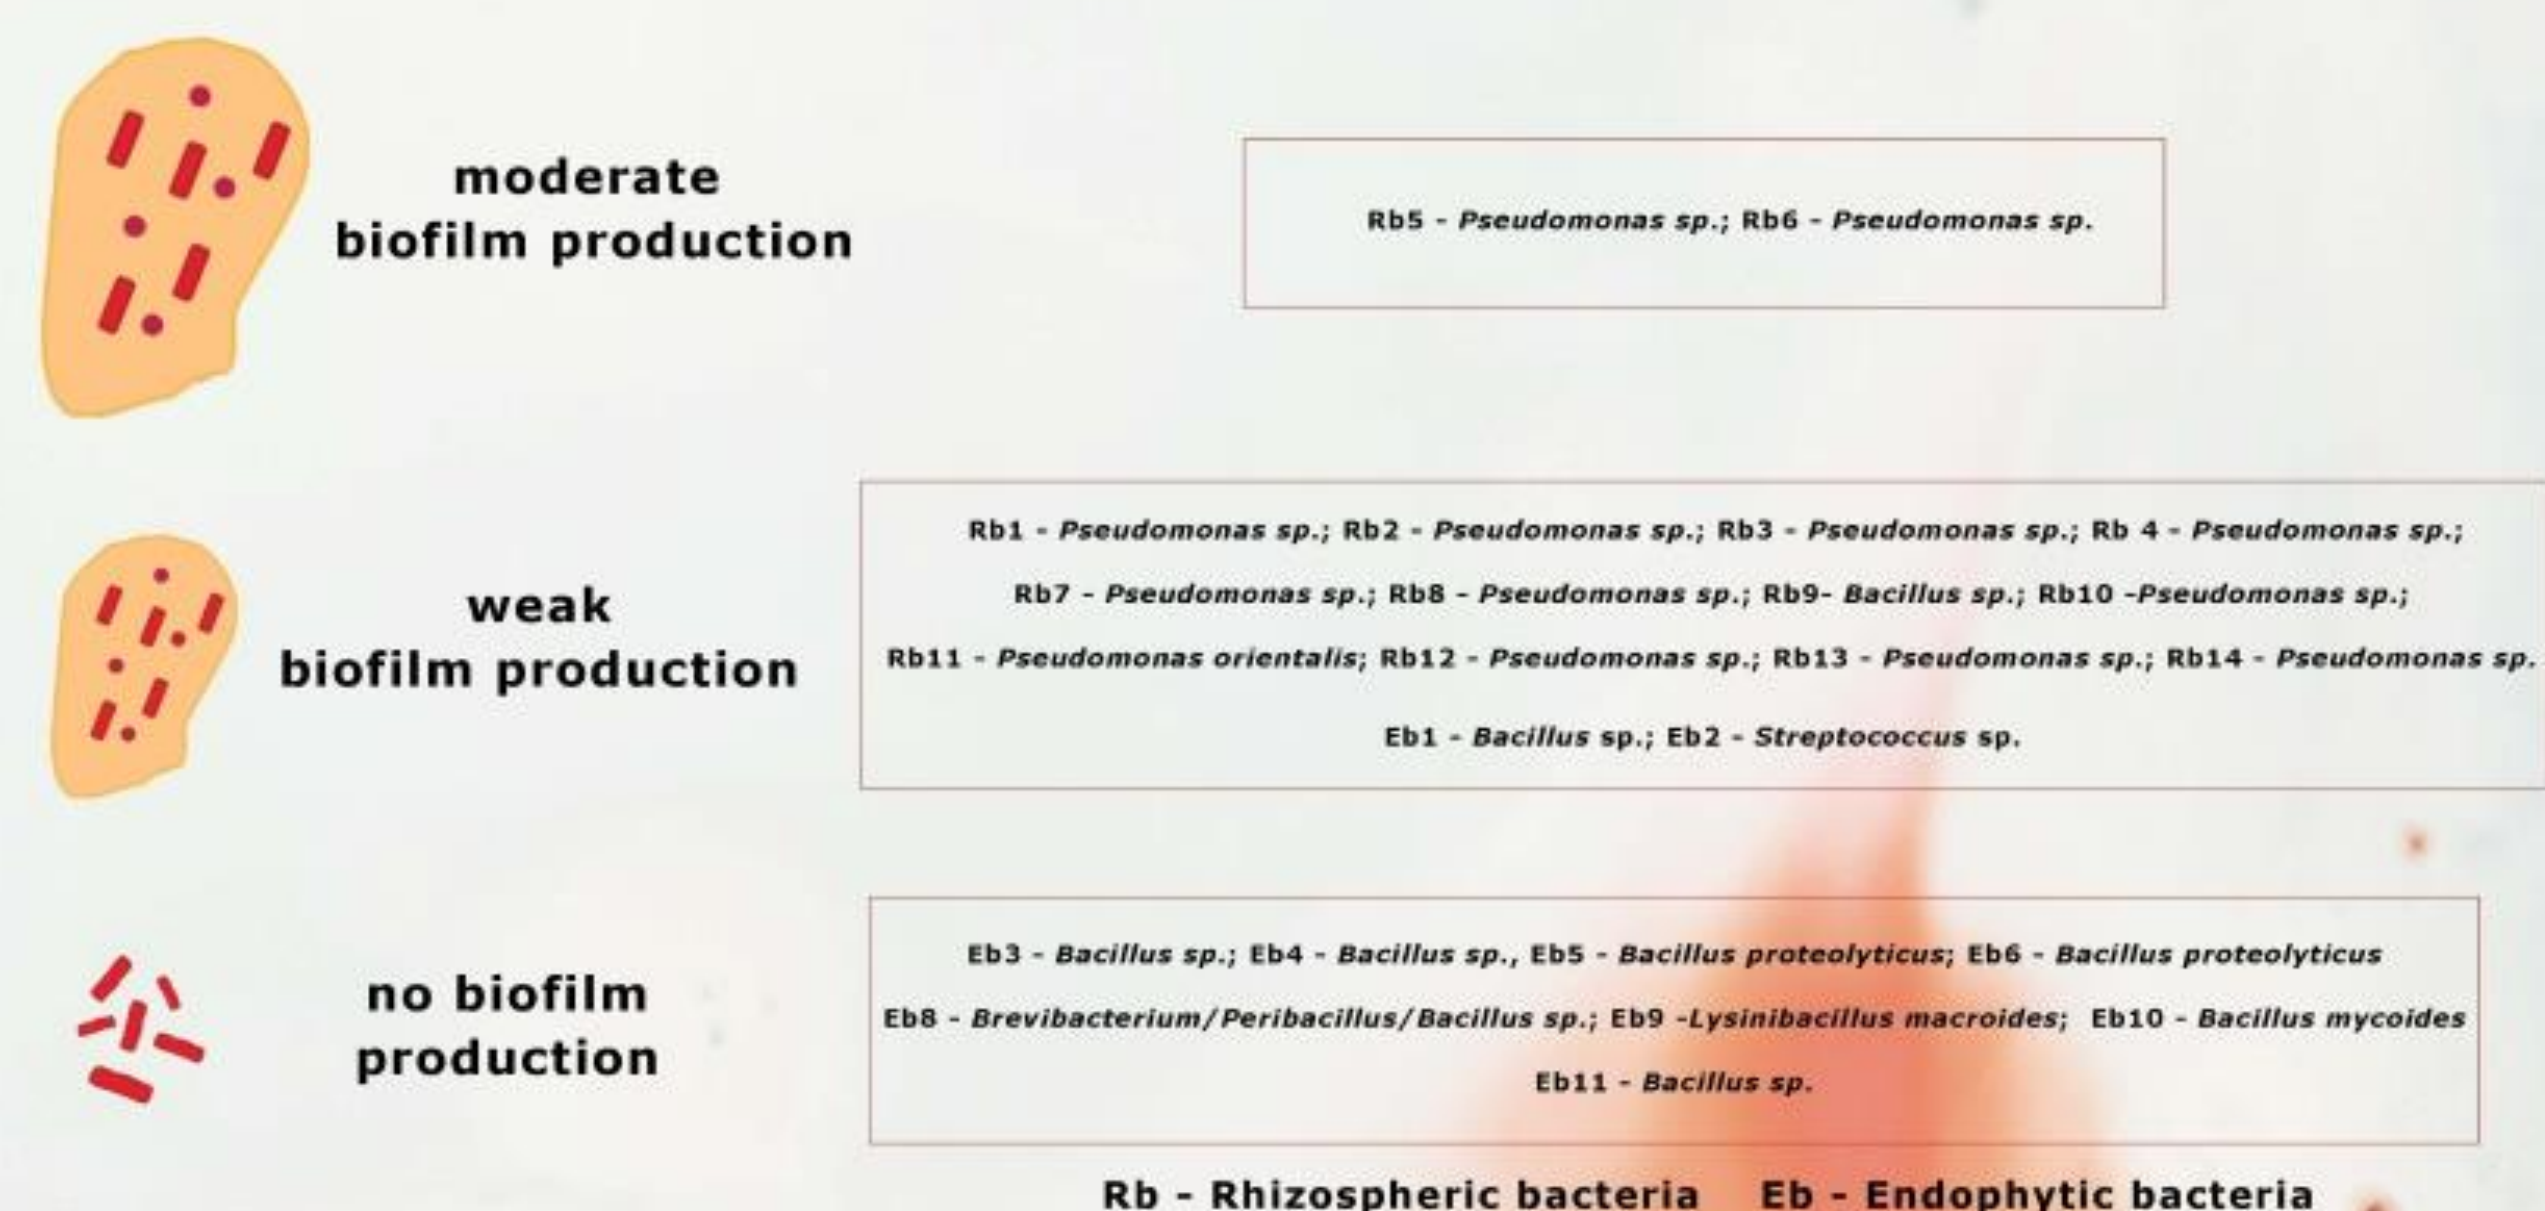 moderate
biofilm production
Rb5 - Pseudomonas sp.; Rb6 - Pseudomonas sp.
weak
biofilm production
Rb1 - Pseudomonas sp.; Rb2 - Pseudomonas sp.; Rb3 - Pseudomonas sp.; Rb 4 - Pseudomonas sp.;
Rb7 - Pseudomonas sp.; Rb8 - Pseudomonas sp.; Rb9- Bacillus sp.; Rb10 -Pseudomonas sp.;
Rb11 - Pseudomonas orientalis; Rb12 - Pseudomonas sp.; Rb13 - Pseudomonas sp.; Rb14 - Pseudomonas sp.
Eb1 - Bacillus sp.; Eb2 - Streptococcus sp.
no biofilm
production
Eb3 - Bacillus sp.; Eb4 - Bacillus sp., Eb5 - Bacillus proteolyticus; Eb6 - Bacillus proteolyticus
Eb8 - Brevibacterium/Peribacillus/Bacillus sp.; Eb9 -Lysinibacillus macroides; Eb10 - Bacillus mycoides
Eb11 - Bacillus sp.
Rb - Rhizospheric bacteria Eb - Endophytic bacteria